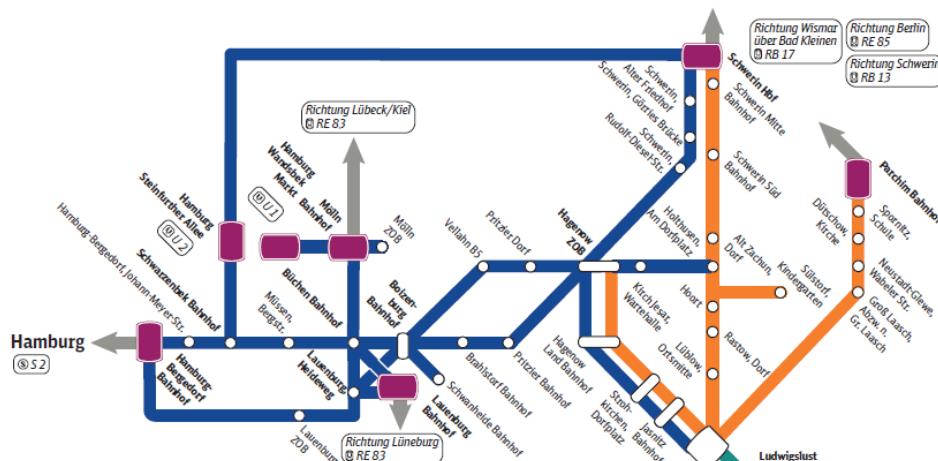 Richtung Wismar
über Bad Kleinen
RB 17
Richtung Berlin
RE 85
Richtung Schwerin
RB 13
Schwerin Hbf
Schwerin Mitte
Bahnhof
Schwerin,
Alter Friedhof
Schwerin, Görries Brücke
Schwerin,
Rudolf-Diesel-Str.
Schwerin Süd
Bahnhof
Richtung Lübeck/Kiel
RE 83
Hamburg
Wandsbek
Markt
U1
Mölln
Bahnhof
Mölln
ZOB
Hamburg
Steinfurther Allee
U2
Parchim Bahnhof
Spornitz,
Schule
Dütschow,
Kirche
Neustadt-Glewe,
Wabeler Str.
Groß Laasch,
Abzw. n.
Gr. Laasch
Hagenow
ZOB
Pritzier Dorf
Vellahn B5
Holthusen,
Am Dorfplatz
Alt Zachun,
Dorf
Sülstorf,
Kindergarten
Hoort
Kirch Jesar,
Wartehalle
Lüblow,
Ortsmitte
Rastow, Dorf
Hamburg-Bergedorf, Johann-Meyer-Str.
Schwarzenbek Bahnhof
Müssen,
Bergstr.
Büchen Bahnhof
Boizen-
burg
Bahnhof
Hamburg
S2
Hamburg-
Bergedorf
Bahnhof
Lauenburg,
Heideweg
Lauenburg
ZOB
Lauenburg
Bahnhof
Richtung Lüneburg
RE 83
Schwanheide Bahnhof
Brahlstorf Bahnhof
Pritzier Bahnhof
Hagenow
Land Bahnhof
Stroh-
kirchen,
Dorfplatz
Jasnitz
Bahnhof
Ludwigslust